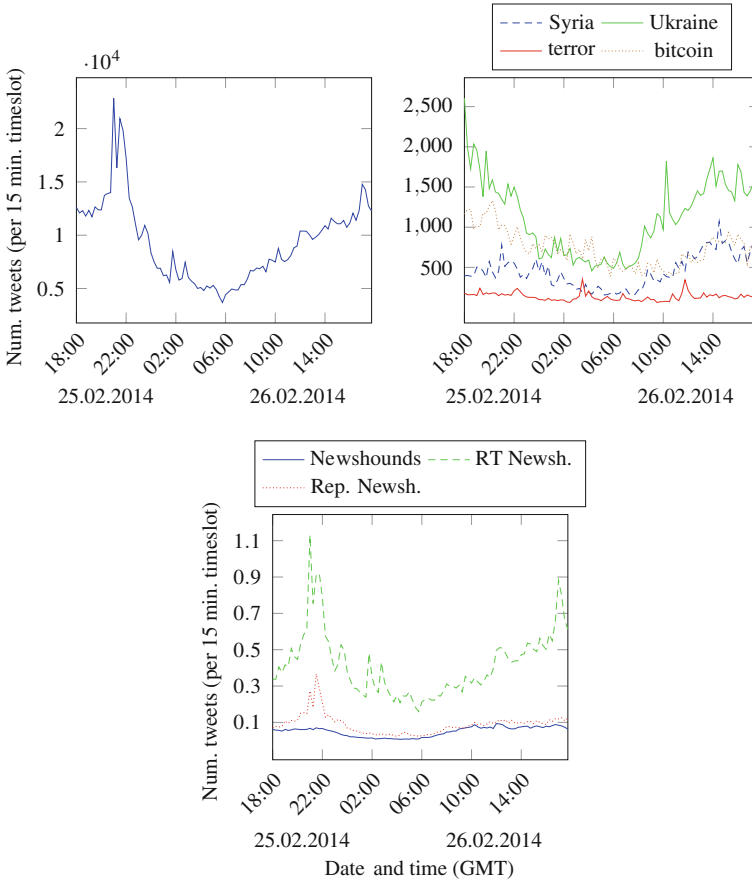 Syria Ukraine
terror bitcoin
·10⁴
Num. tweets (per 15 min. timeslot)
2
1.5
1
0.5
18:00 22:00 02:00 06:00 10:00 14:00
25.02.2014 26.02.2014
2,500
2,000
1,500
1,000
500
18:00 22:00 02:00 06:00 10:00 14:00
25.02.2014 26.02.2014
Newshounds RT Newsh.
Rep. Newsh.
Num. tweets (per 15 min. timeslot)
1.1
0.9
0.7
0.5
0.3
0.1
18:00 22:00 02:00 06:00 10:00 14:00
25.02.2014 26.02.2014
Date and time (GMT)